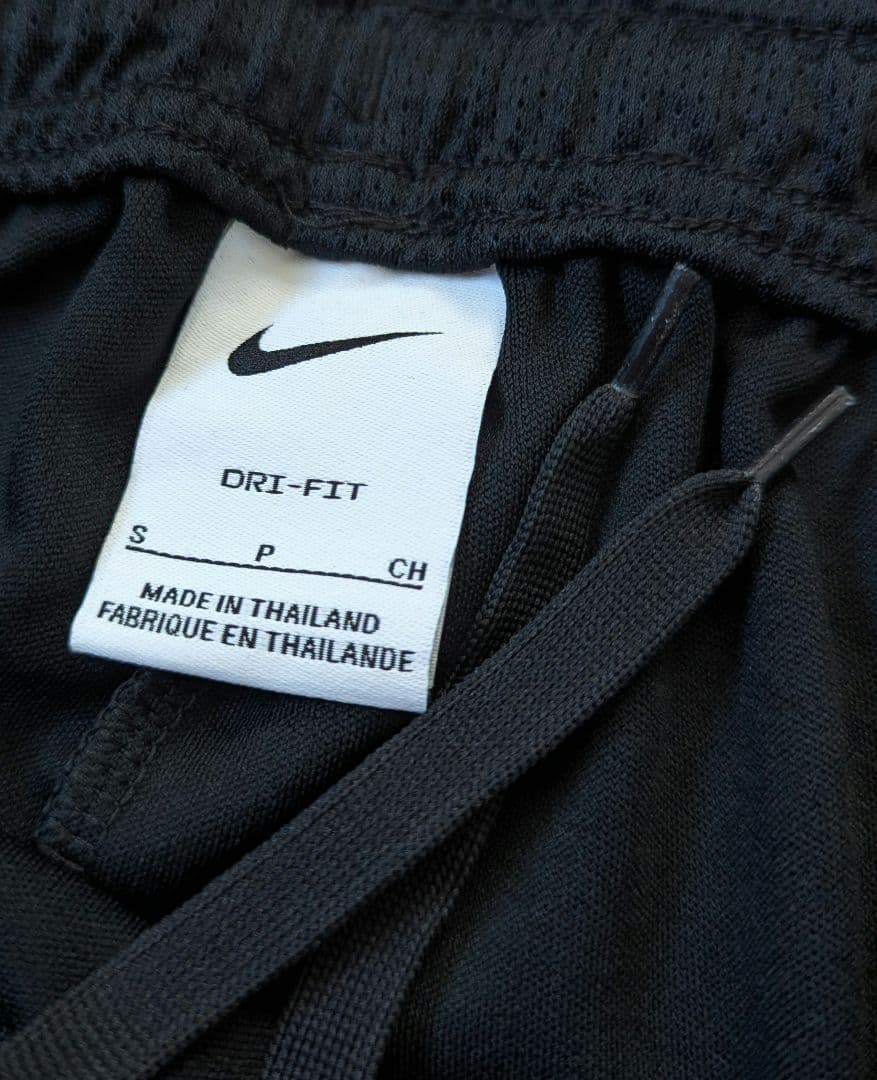 DRI-FIT
S P CH
MADE IN THAILAND
FABRIQUE EN THAILANDE